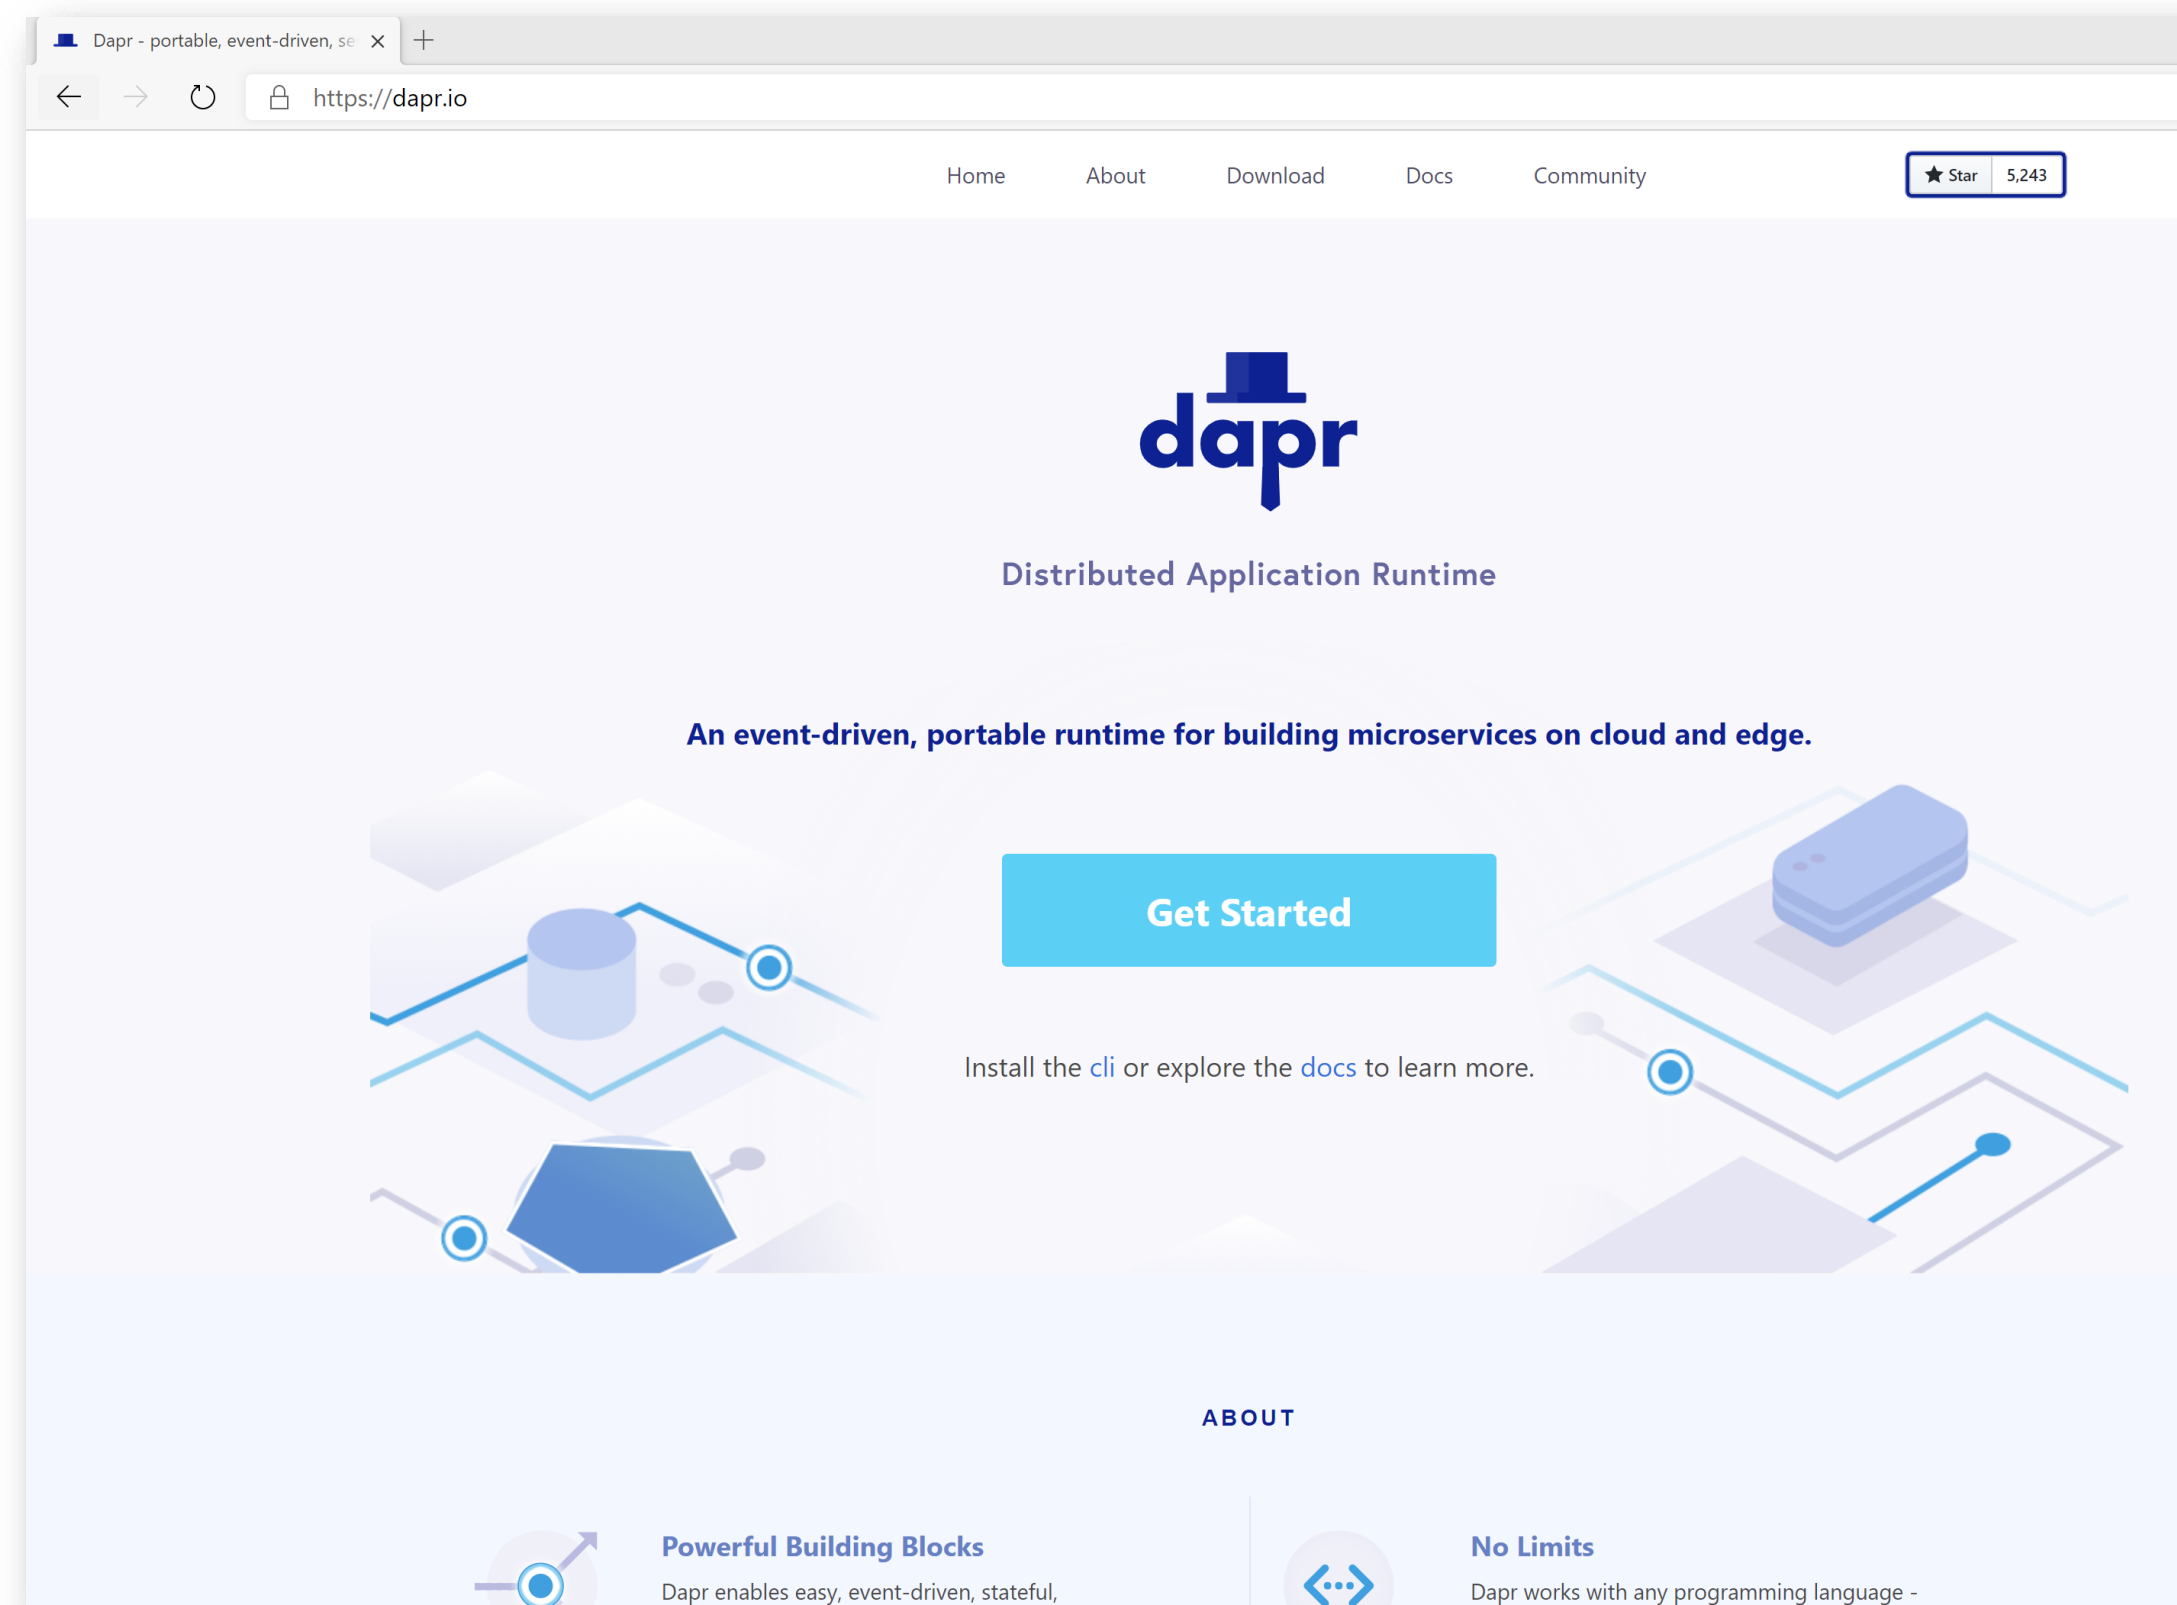 Dapr - portable, event-driven, se
https://dapr.io
Home About Download Docs Community Star 5,243
dapr
Distributed Application Runtime
An event-driven, portable runtime for building microservices on cloud and edge.
Get Started
Install the cli or explore the docs to learn more.
ABOUT
Powerful Building Blocks
Dapr enables easy, event-driven, stateful,
No Limits
Dapr works with any programming language -